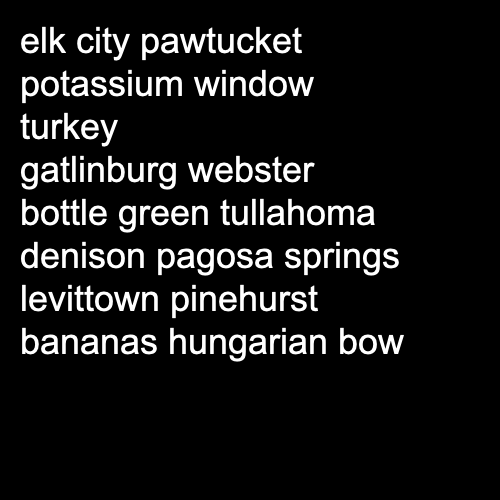 elk city pawtucket
potassium window
turkey
gatlinburg webster
bottle green tullahoma
denison pagosa springs
levittown pinehurst
bananas hungarian bow